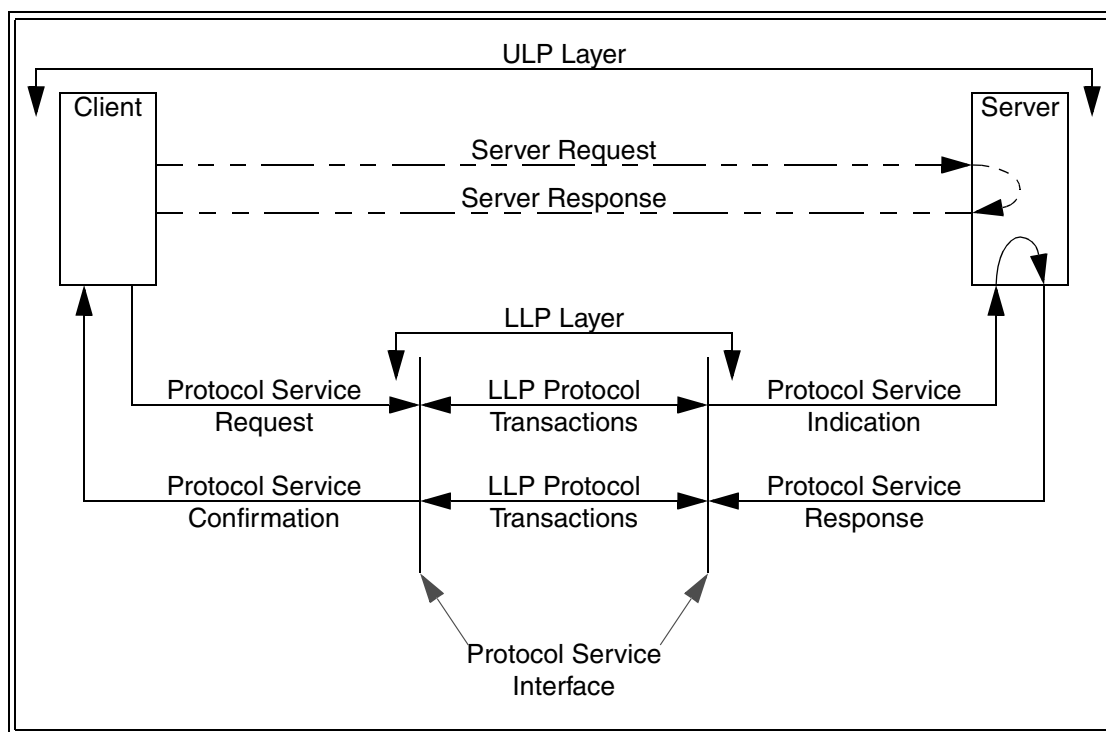 ULP Layer
Client
Server
Server Request
Server Response
LLP Layer
Protocol Service
Request
LLP Protocol
Transactions
Protocol Service
Indication
Protocol Service
Confirmation
LLP Protocol
Transactions
Protocol Service
Response
Protocol Service
Interface